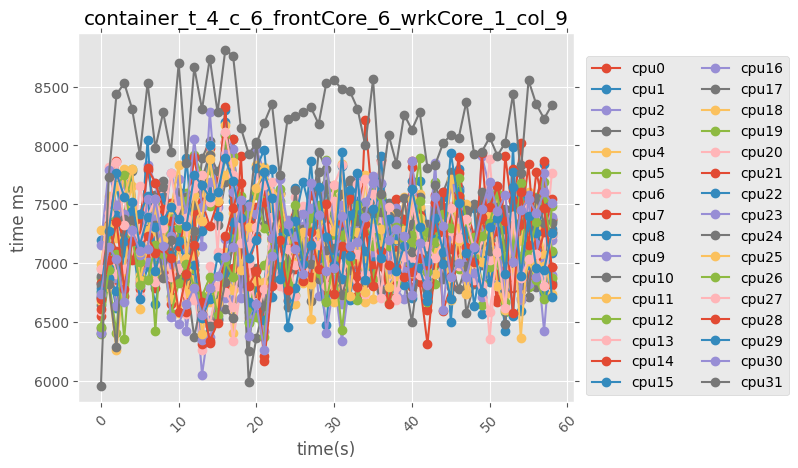 container_t_4_c_6_frontCore_6_wrkCore_1_col_9
time ms
8500
8000
7500
7000
6500
6000
0
10
20
30
40
50
60
time(s)
cpu0
cpu1
cpu2
cpu3
cpu4
cpu5
cpu6
cpu7
cpu8
cpu9
cpu10
cpu11
cpu12
cpu13
cpu14
cpu15
cpu16
cpu17
cpu18
cpu19
cpu20
cpu21
cpu22
cpu23
cpu24
cpu25
cpu26
cpu27
cpu28
cpu29
cpu30
cpu31